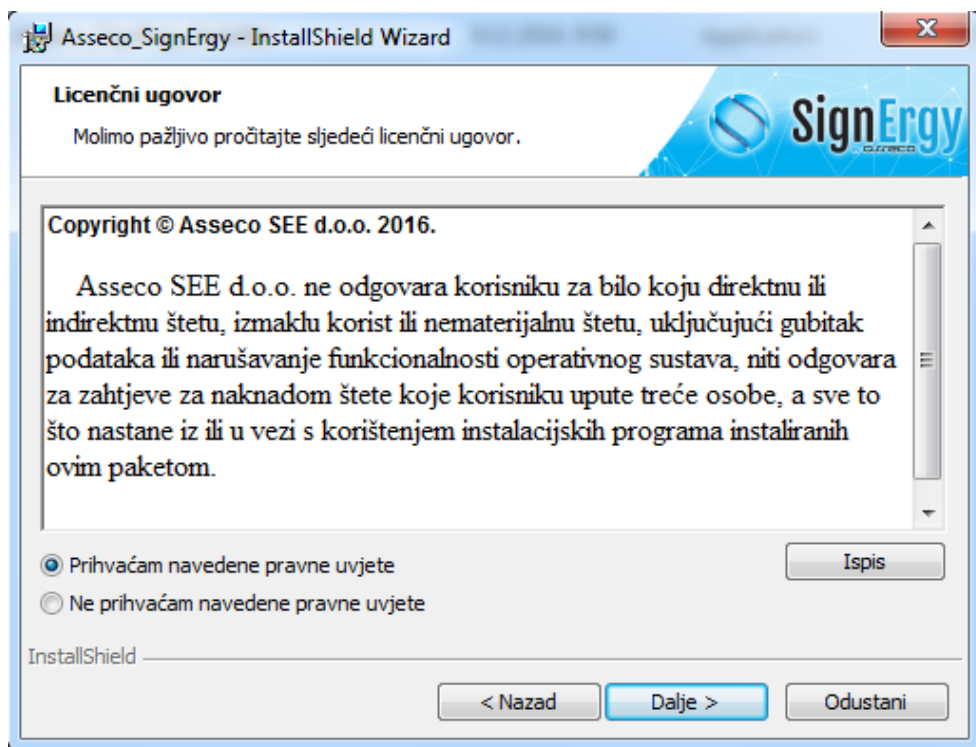 Asseco_SignErgy - InstallShield Wizard
Licenčni ugovor
Molimo pažljivo pročitajte sljedeći licenčni ugovor.
SignErgy
by asseco
Copyright © Asseco SEE d.o.o. 2016.
Asseco SEE d.o.o. ne odgovara korisniku za bilo koju direktnu ili
indirektnu štetu, izmaklu korist ili nematerijalnu štetu, uključujući gubitak
podataka ili narušavanje funkcionalnosti operativnog sustava, niti odgovara
za zahtjeve za naknadom štete koje korisniku upute treće osobe, a sve to
što nastane iz ili u vezi s korištenjem instalacijskih programa instaliranih
ovim paketom.
Prihvaćam navedene pravne uvjete
Ispis
Ne prihvaćam navedene pravne uvjete
InstallShield
< Nazad
Dalje >
Odustani